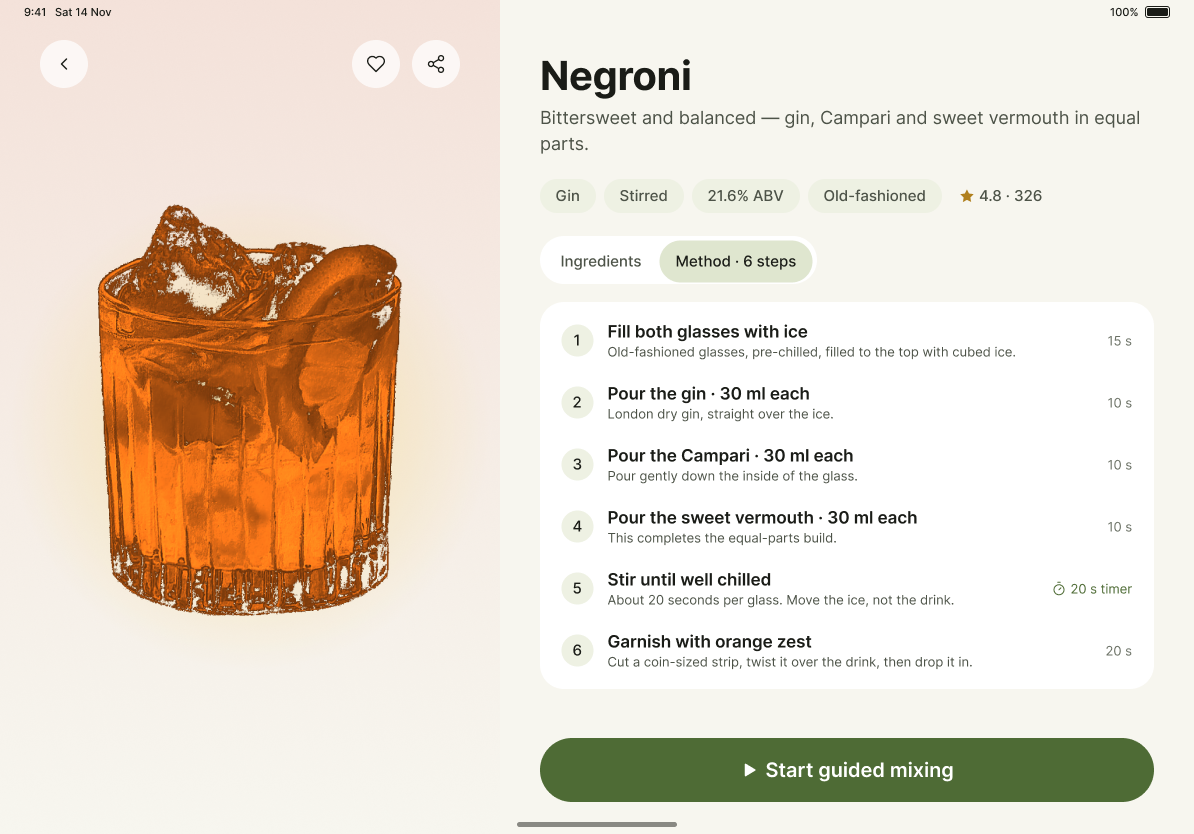 9:41 Sat 14 Nov
100%
Negroni
Bittersweet and balanced — gin, Campari and sweet vermouth in equal
parts.
Gin Stirred 21.6% ABV Old-fashioned 4.8 · 326
Ingredients Method · 6 steps
1 Fill both glasses with ice 15 s
Old-fashioned glasses, pre-chilled, filled to the top with cubed ice.
2 Pour the gin · 30 ml each 10 s
London dry gin, straight over the ice.
3 Pour the Campari · 30 ml each 10 s
Pour gently down the inside of the glass.
4 Pour the sweet vermouth · 30 ml each 10 s
This completes the equal-parts build.
5 Stir until well chilled 20 s timer
About 20 seconds per glass. Move the ice, not the drink.
6 Garnish with orange zest 20 s
Cut a coin-sized strip, twist it over the drink, then drop it in.
Start guided mixing